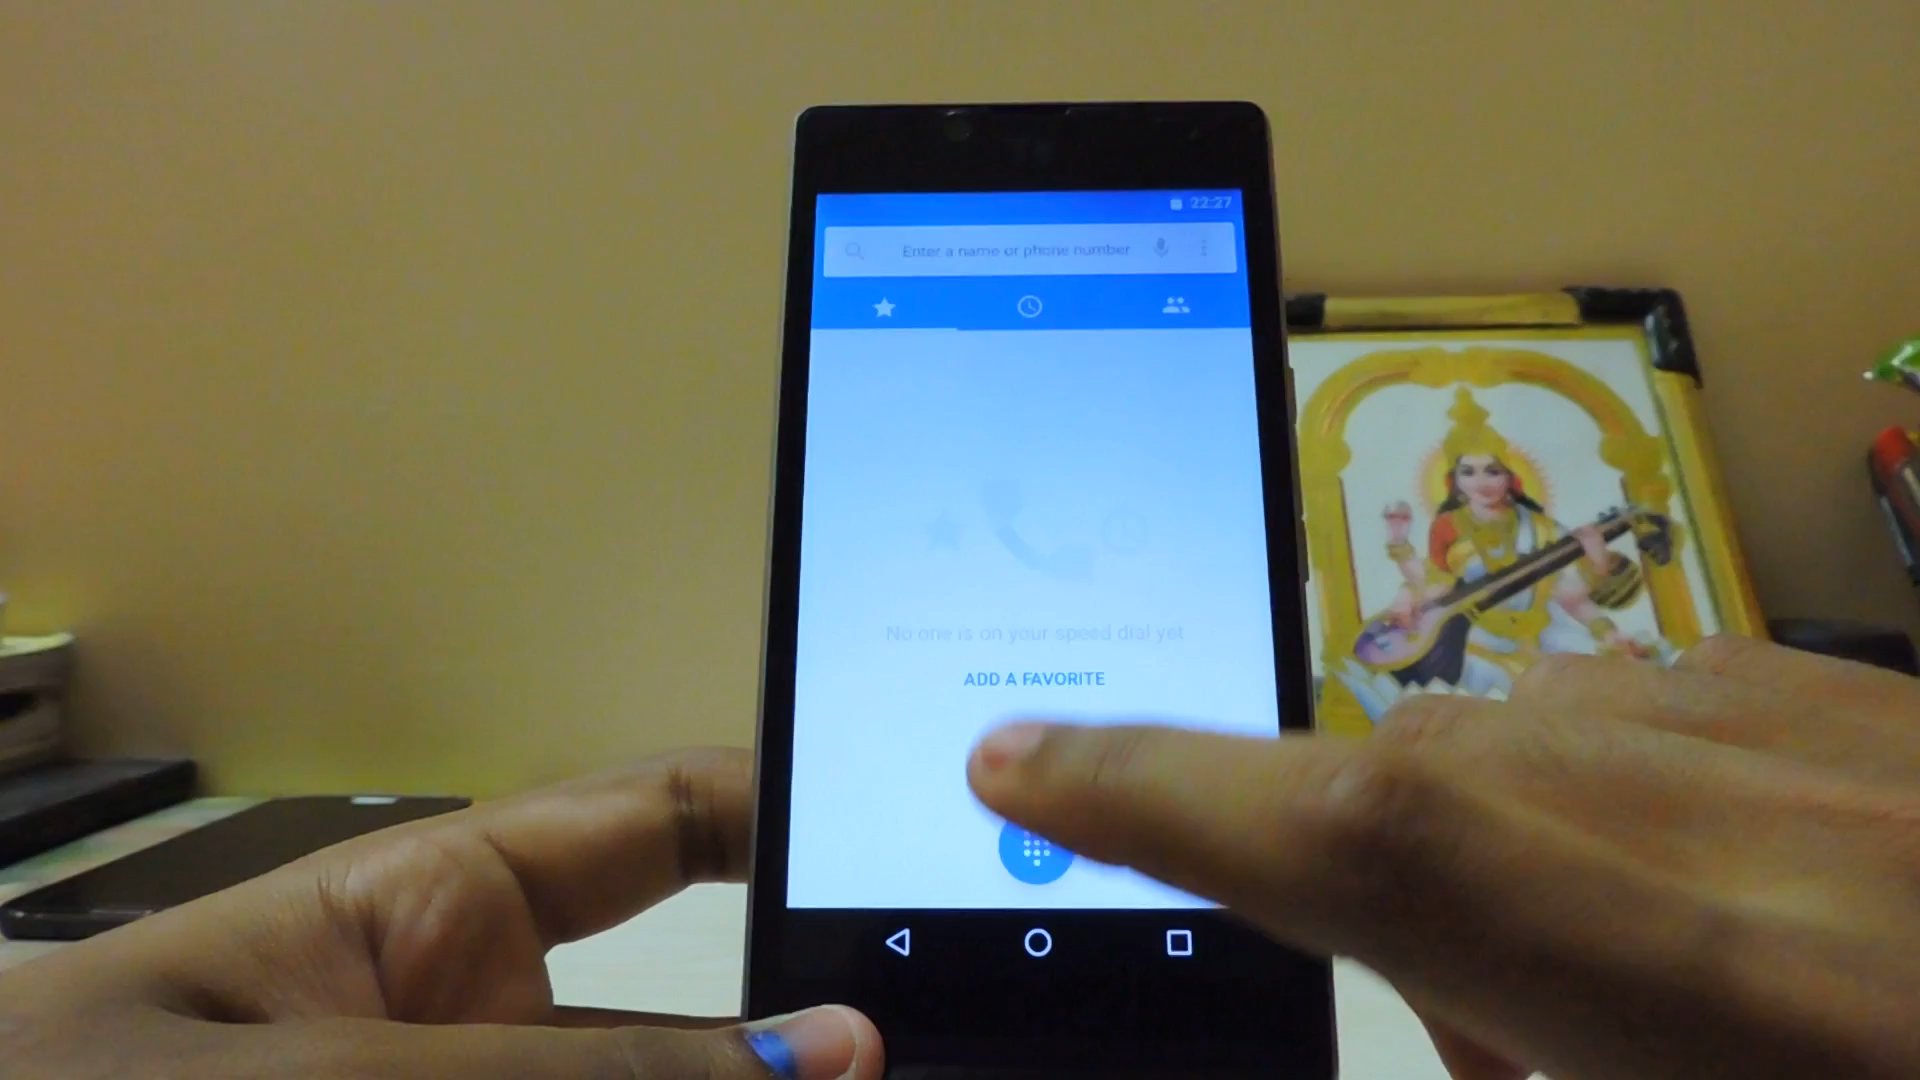 22:27
Enter a name or phone number
No one is on your speed dial yet
ADD A FAVORITE